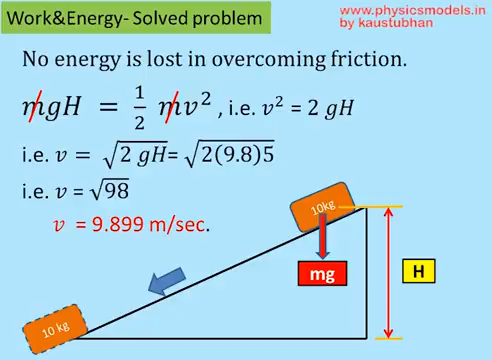 Work&Energy- Solved problem
www.physicsmodels.in
by kaustubhan
No energy is lost in overcoming friction.
mgH = 1/2 mv² , i.e. v² = 2 gH
i.e. v = √2 gH= √2(9.8)5
i.e. v = √98
v = 9.899 m/sec.
10kg
mg
H
10 kg